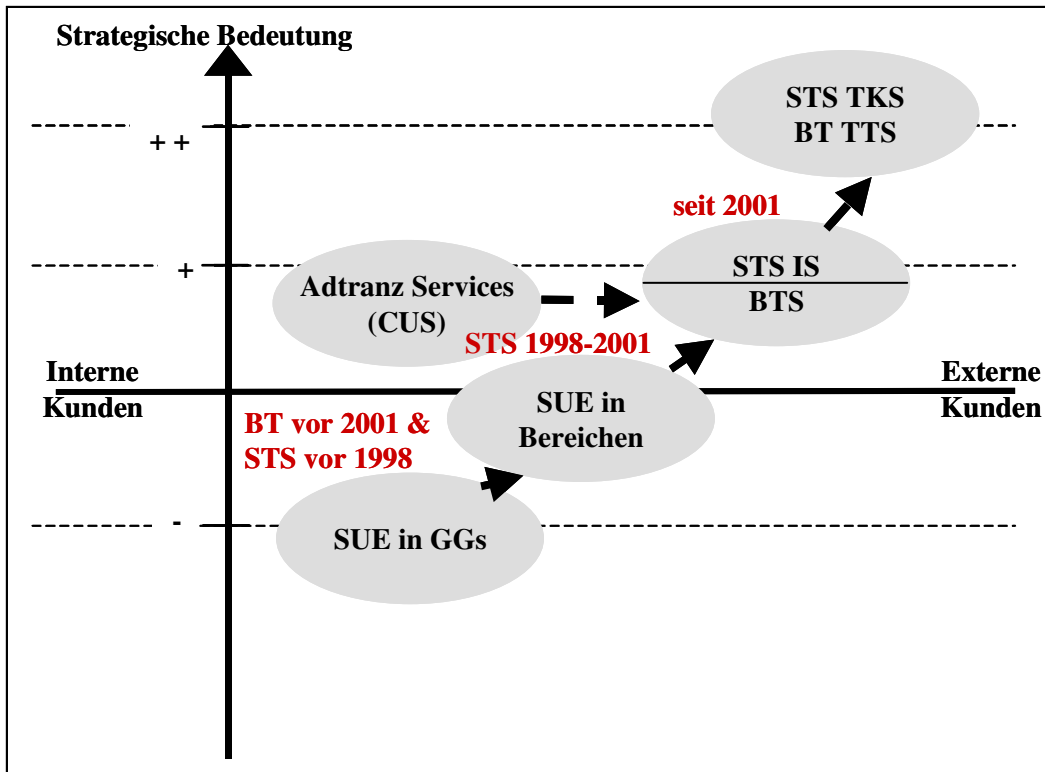 Strategische Bedeutung
STS TKS
BT TTS
+ +
seit 2001
+
Adtranz Services
(CUS)
STS IS
BTS
STS 1998-2001
Interne
Kunden
Externe
Kunden
SUE in
Bereichen
BT vor 2001 &
STS vor 1998
-
SUE in GGs